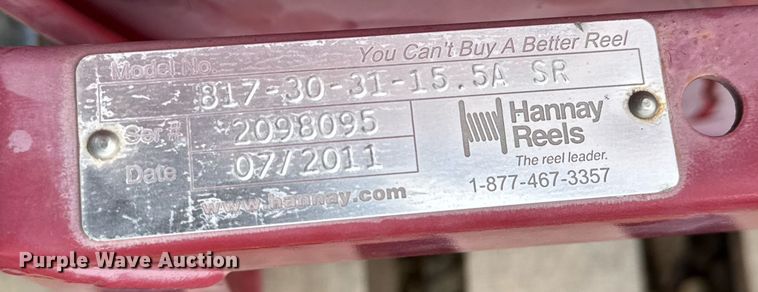 You Can't Buy A Better Reel
Model No.
817-30-31-15.5A SR
Ser #
2098095
Date
07/2011
Hannay
Reels
The reel leader.
1-877-467-3357
www.hannay.com
Purple Wave Auction